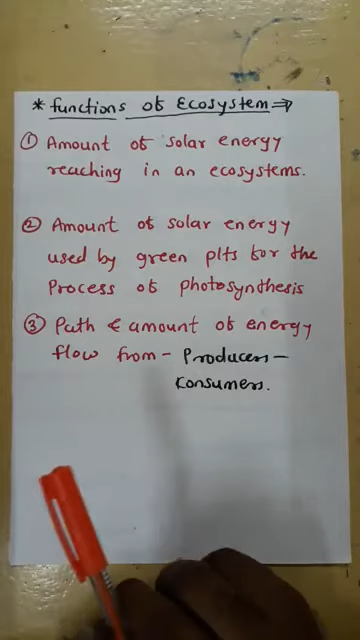 * functions of Ecosystem ⇒
① Amount of solar energy
reaching in an ecosystems.
② Amount of solar energy
used by green plts for the
Process of photosynthesis
③ Path & amount of energy
flow from - Producers -
Konsumers.